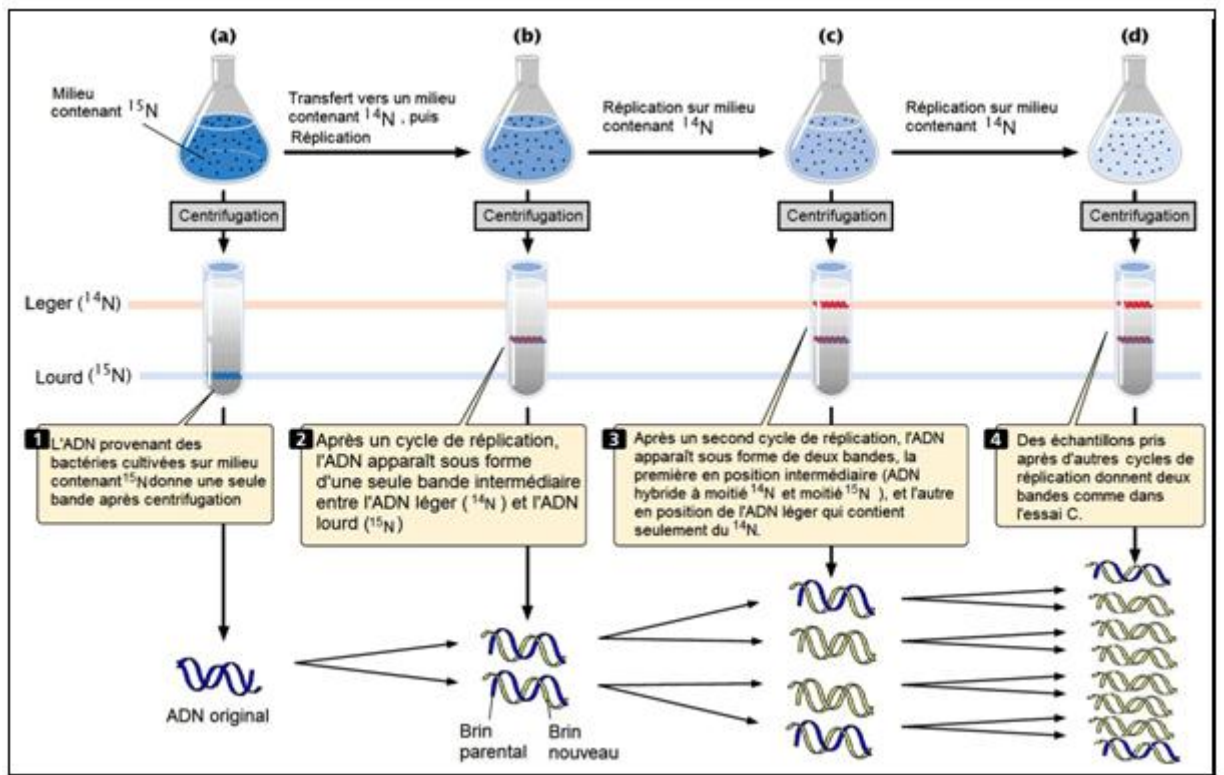 (a)
(b)
(c)
(d)
Milieu
contenant ¹⁵N
Transfert vers un milieu
contenant ¹⁴N , puis
Réplication
Réplication sur milieu
contenant ¹⁴N
Réplication sur milieu
contenant ¹⁴N
Centrifugation
Centrifugation
Centrifugation
Centrifugation
Leger (¹⁴N)
Lourd (¹⁵N)
1
L'ADN provenant des
bactéries cultivées sur milieu
contenant ¹⁵N donne une seule
bande après centrifugation
2
Après un cycle de réplication,
l'ADN apparaît sous forme
d'une seule bande intermédiaire
entre l'ADN léger ( ¹⁴N ) et l'ADN
lourd (¹⁵N)
3
Après un second cycle de réplication, l'ADN
apparaît sous forme de deux bandes, la
première en position intermédiaire (ADN
hybride à moitié ¹⁴N et moitié ¹⁵N ), et l'autre
en position de l'ADN léger qui contient
seulement du ¹⁴N.
4
Des échantillons pris
après d'autres cycles de
réplication donnent deux
bandes comme dans
l'essai C.
ADN original
Brin
parental
Brin
nouveau